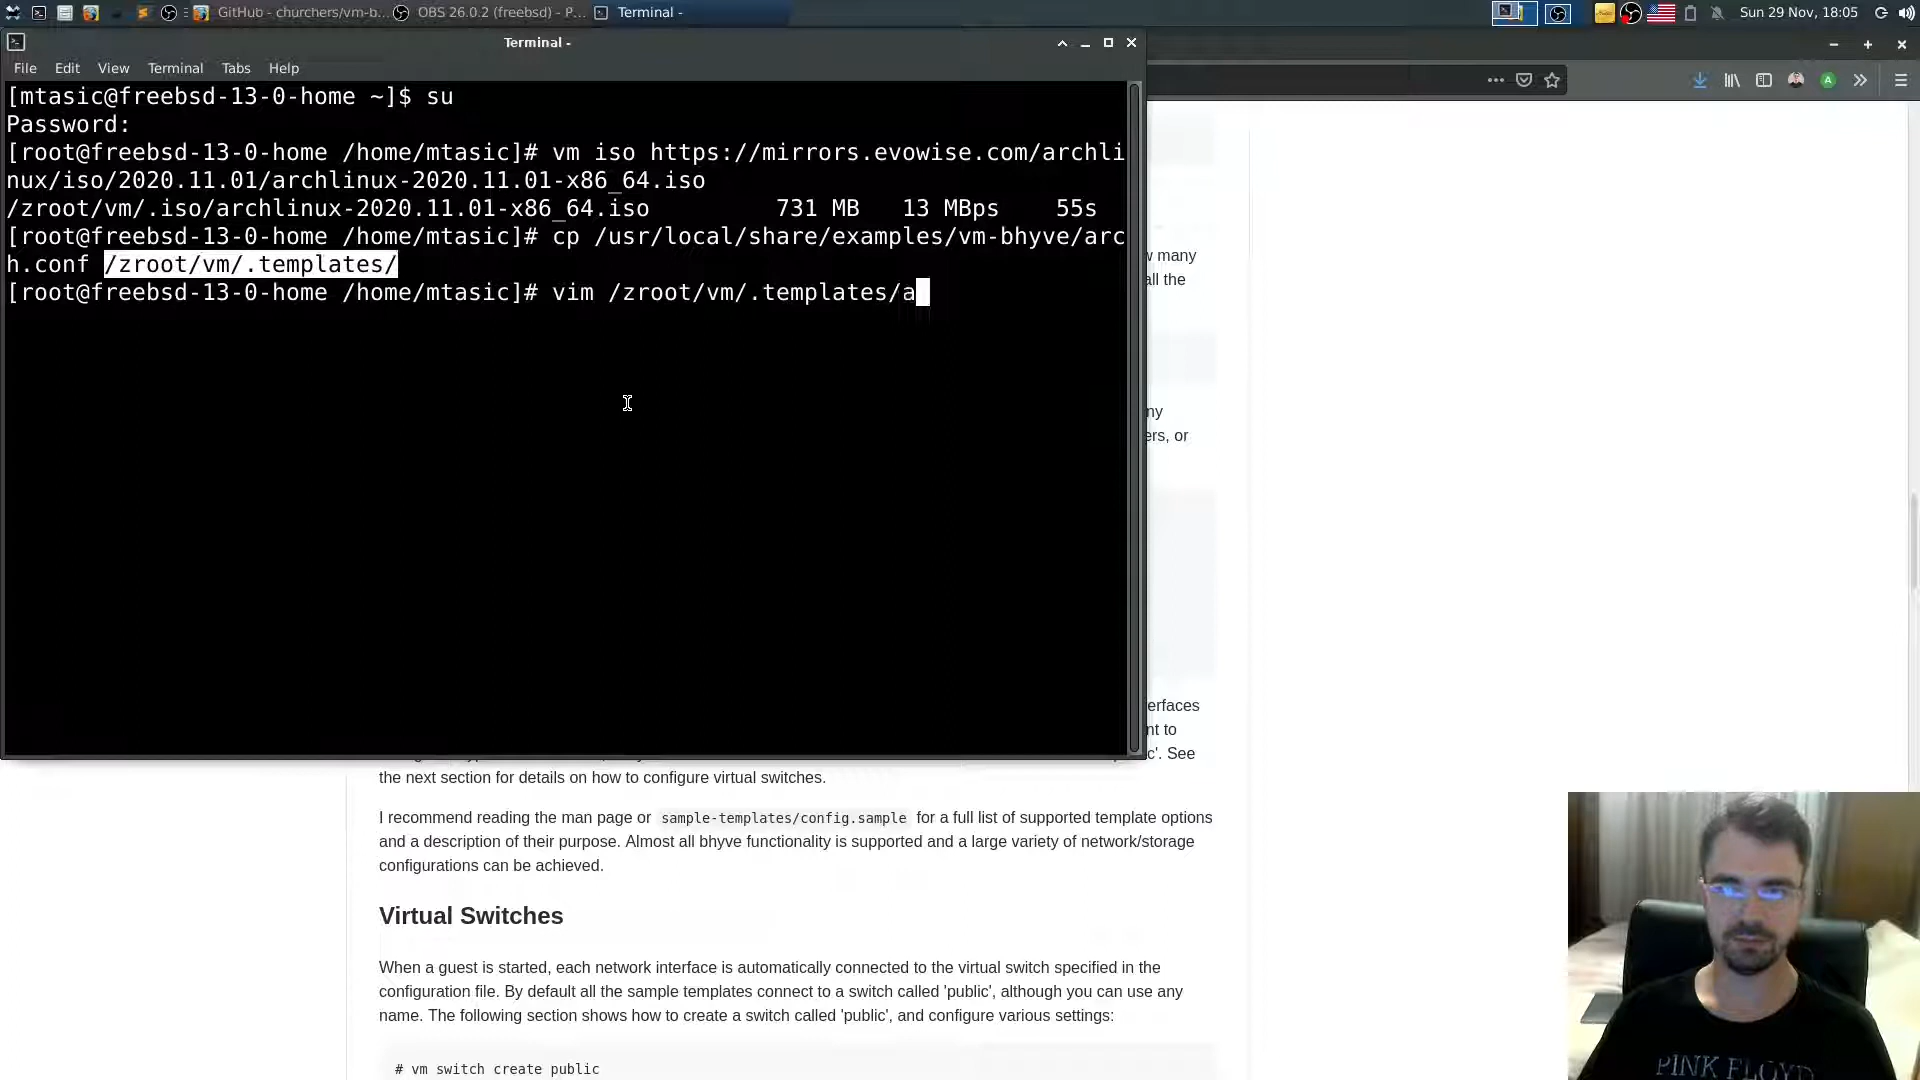 GitHub - churchers/vm-b...
OBS 26.0.2 (freebsd) - P...
Terminal -
Sun 29 Nov, 18:05
Terminal -
File Edit View Terminal Tabs Help
[mtasic@freebsd-13-0-home ~]$ su
Password:
[root@freebsd-13-0-home /home/mtasic]# vm iso https://mirrors.evowise.com/archli
nux/iso/2020.11.01/archlinux-2020.11.01-x86_64.iso
/zroot/vm/.iso/archlinux-2020.11.01-x86_64.iso 731 MB 13 MBps 55s
[root@freebsd-13-0-home /home/mtasic]# cp /usr/local/share/examples/vm-bhyve/arc
h.conf /zroot/vm/.templates/
[root@freebsd-13-0-home /home/mtasic]# vim /zroot/vm/.templates/a
A
many
all the
ny
ers, or
erfaces
nt to
c'. See
the next section for details on how to configure virtual switches.
I recommend reading the man page or sample-templates/config.sample for a full list of supported template options
and a description of their purpose. Almost all bhyve functionality is supported and a large variety of network/storage
configurations can be achieved.
Virtual Switches
When a guest is started, each network interface is automatically connected to the virtual switch specified in the
configuration file. By default all the sample templates connect to a switch called 'public', although you can use any
name. The following section shows how to create a switch called 'public', and configure various settings:
# vm switch create public
PINK FLOYD